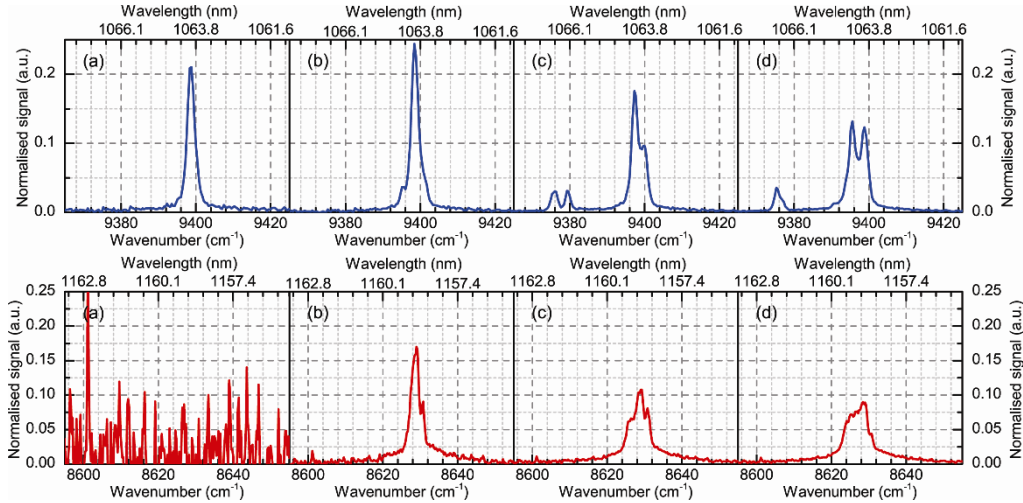 Wavelength (nm) Wavelength (nm) Wavelength (nm) Wavelength (nm)
1066.1 1063.8 1061.6 1066.1 1063.8 1061.6 1066.1 1063.8 1061.6 1066.1 1063.8 1061.6
(a) (b) (c) (d)
Normalised signal (a.u.)
0.2 0.2
0.1 0.1
0.0 0.0
Normalised signal (a.u.)
9380 9400 9420 9380 9400 9420 9380 9400 9420 9380 9400 9420
Wavenumber (cm-1) Wavenumber (cm-1) Wavenumber (cm-1) Wavenumber (cm-1)
Wavelength (nm) Wavelength (nm) Wavelength (nm) Wavelength (nm)
1162.8 1160.1 1157.4 1162.8 1160.1 1157.4 1162.8 1160.1 1157.4 1162.8 1160.1 1157.4
(a) (b) (c) (d)
Normalised signal (a.u.)
0.25 0.25
0.20 0.20
0.15 0.15
0.10 0.10
0.05 0.05
0.00 0.00
Normalised signal (a.u.)
8600 8620 8640 8600 8620 8640 8600 8620 8640 8600 8620 8640
Wavenumber (cm-1) Wavenumber (cm-1) Wavenumber (cm-1) Wavenumber (cm-1)